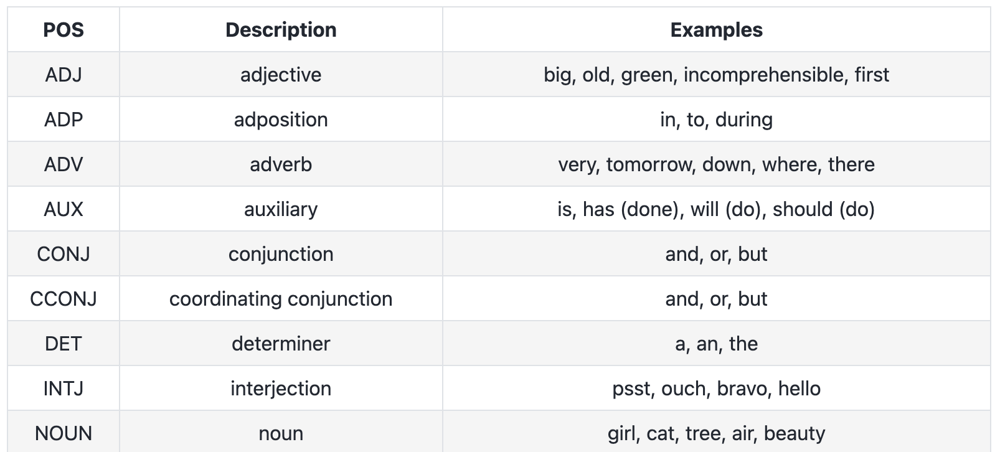 POS Description Examples
ADJ adjective big, old, green, incomprehensible, first
ADP adposition in, to, during
ADV adverb very, tomorrow, down, where, there
AUX auxiliary is, has (done), will (do), should (do)
CONJ conjunction and, or, but
CCONJ coordinating conjunction and, or, but
DET determiner a, an, the
INTJ interjection psst, ouch, bravo, hello
NOUN noun girl, cat, tree, air, beauty